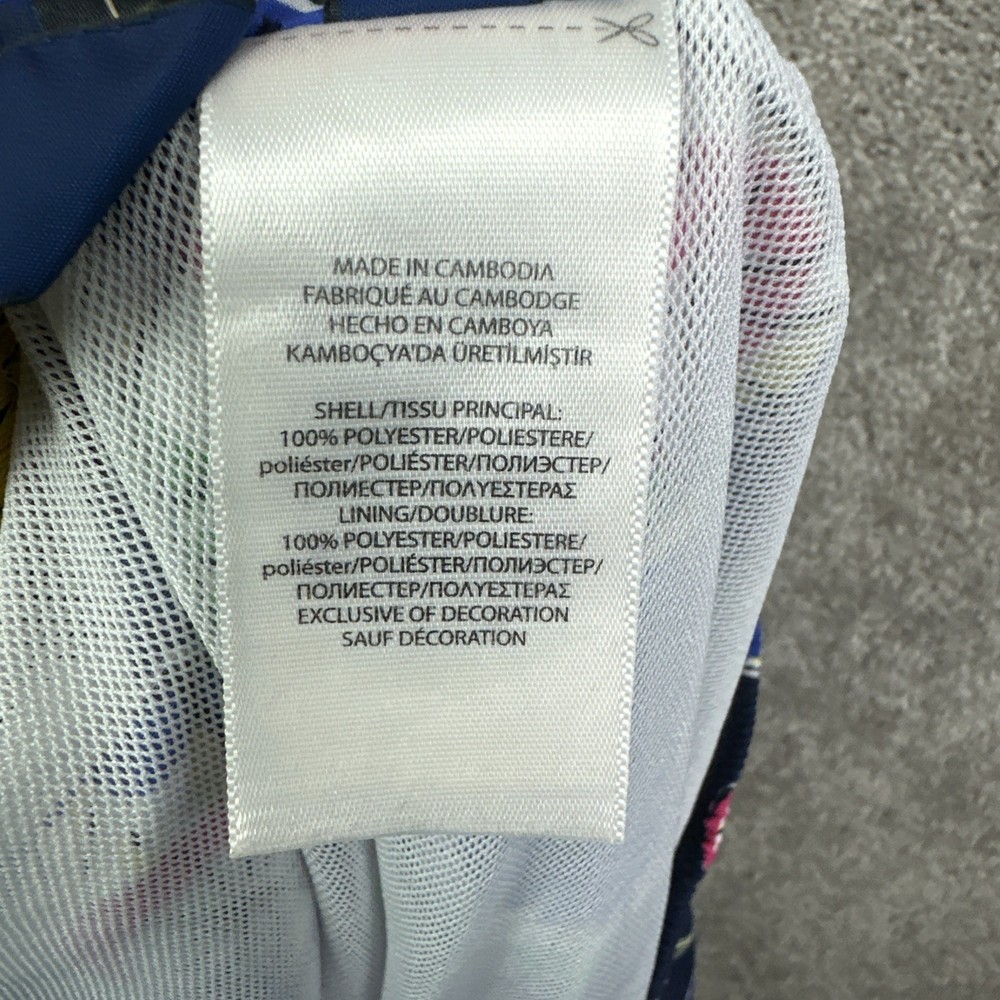 MADE IN CAMBODIA
FABRIQUÉ AU CAMBODGE
HECHO EN CAMBOYA
KAMBOÇYA'DA ÜRETİLMİŞTİR
SHELL/TISSU PRINCIPAL:
100% POLYESTER/POLIESTERE/
poliéster/POLIÉSTER/ПОЛИЭСТЕР/
ПОЛИЕСТЕР/ΠΟΛΥΕΣΤΕΡΑΣ
LINING/DOUBLURE:
100% POLYESTER/POLIESTERE/
poliéster/POLIÉSTER/ПОЛИЭСТЕР/
ПОЛИЕСТЕР/ΠΟΛΥΕΣΤΕΡΑΣ
EXCLUSIVE OF DECORATION
SAUF DÉCORATION